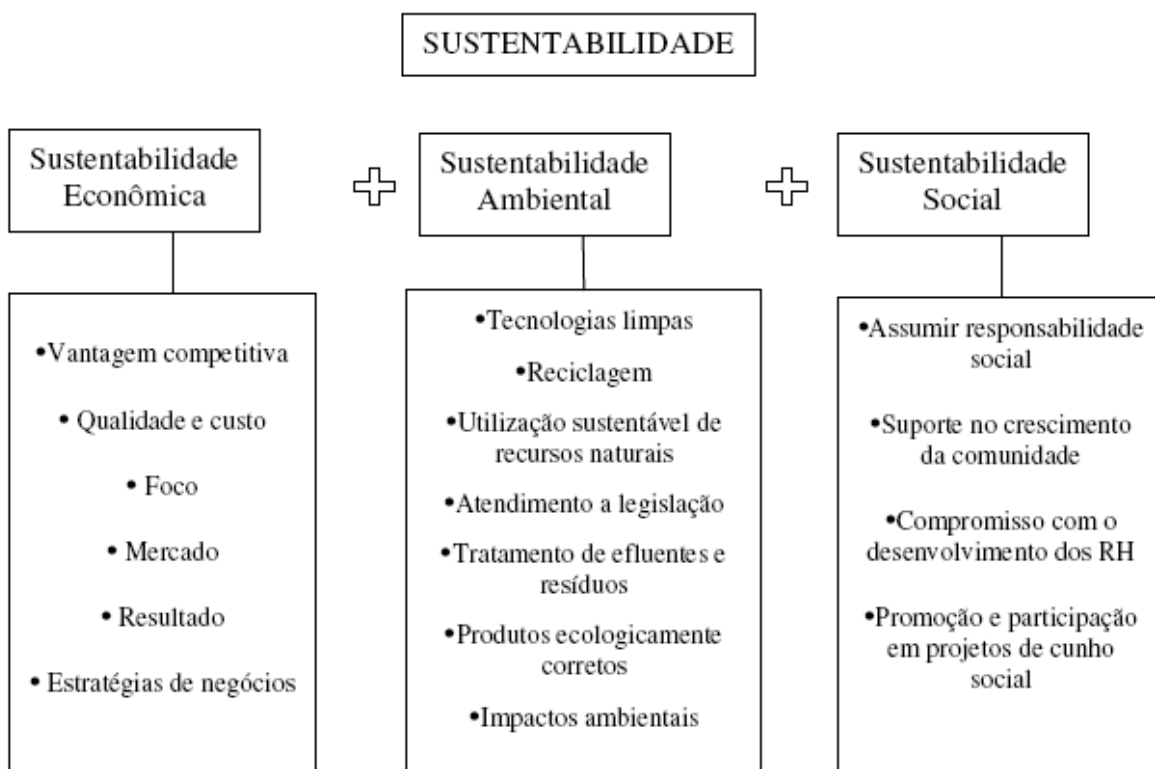 SUSTENTABILIDADE
Sustentabilidade
Econômica
Sustentabilidade
Ambiental
Sustentabilidade
Social
•Vantagem competitiva
• Qualidade e custo
• Foco
• Mercado
• Resultado
• Estratégias de negócios
•Tecnologias limpas
•Reciclagem
•Utilização sustentável de
recursos naturais
•Atendimento a legislação
•Tratamento de efluentes e
resíduos
•Produtos ecologicamente
corretos
•Impactos ambientais
•Assumir responsabilidade
social
•Suporte no crescimento
da comunidade
•Compromisso com o
desenvolvimento dos RH
•Promoção e participação
em projetos de cunho
social